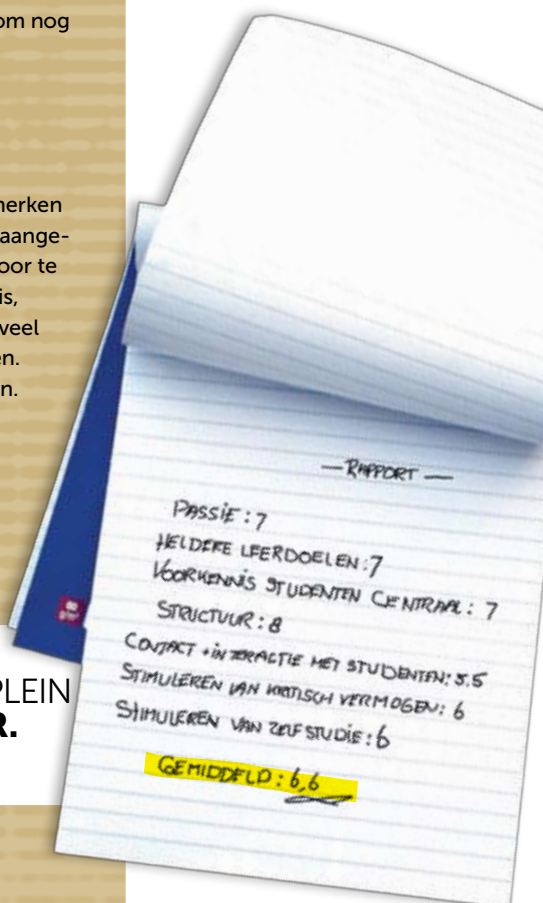 om nog
nerken
aange-
oor te
is,
veel
en.
n.
PLEIN
R.
— RAPPORT —
PASSIE : 7
HELDERE LEERDOELEN : 7
VOORKENNIS STUDENTEN CENTRAAL : 7
STRUCTUUR : 8
CONTACT + INTERACTIE MET STUDENTEN : 5.5
STIMULEREN VAN KRITISCH VERMOGEN : 6
STIMULEREN VAN ZELFSTUDIE : 6
GEMIDDELD : 6,6